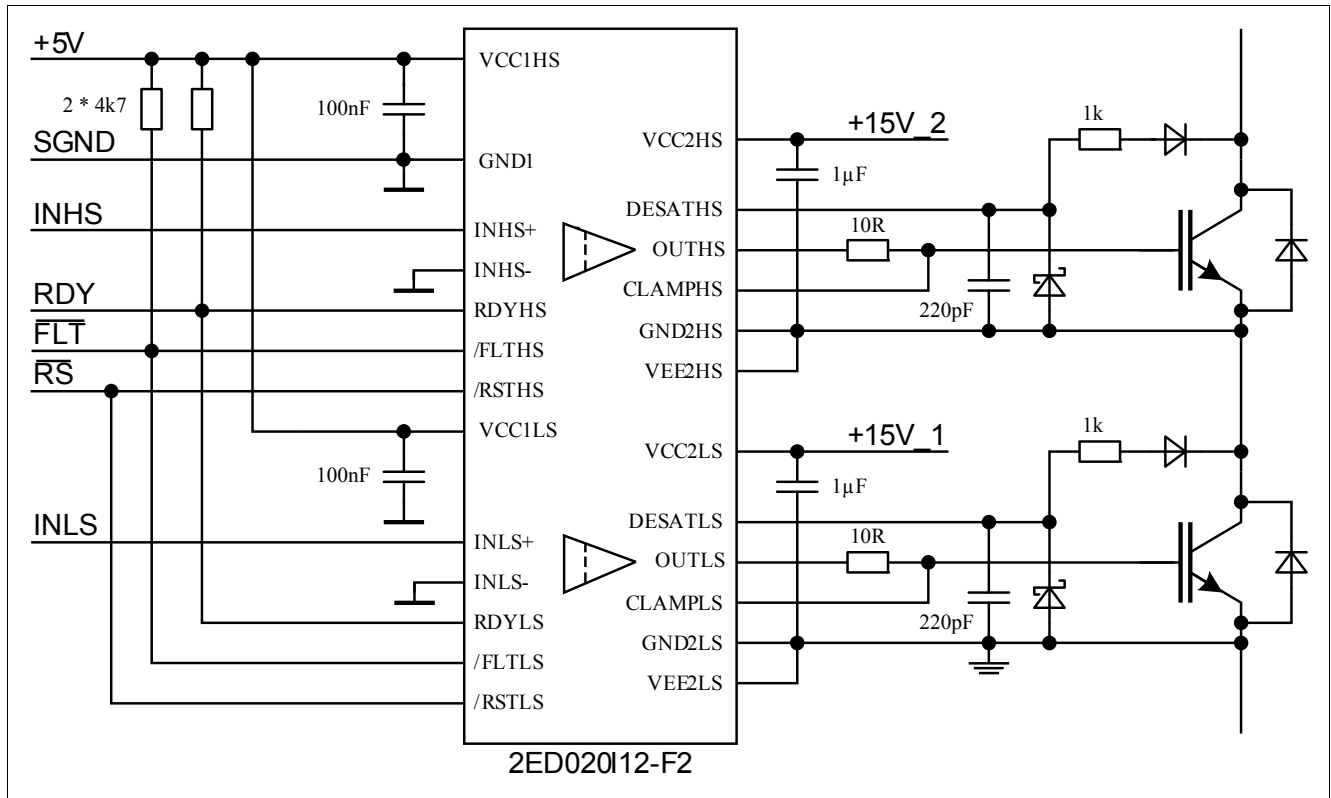 +5V
2 * 4k7
100nF
SGND
INHS
RDY
FLT
RS
100nF
INLS
VCC1HS
GND1
INHS+
INHS-
RDYHS
/FLTHS
/RSTHS
VCC1LS
INLS+
INLS-
RDYLS
/FLTLS
/RSTLS
VCC2HS
DESATHS
OUTHS
CLAMPHS
GND2HS
VEE2HS
VCC2LS
DESATLS
OUTLS
CLAMPLS
GND2LS
VEE2LS
+15V_2
1k
1µF
10R
220pF
+15V_1
1k
1µF
10R
220pF
2ED020I12-F2